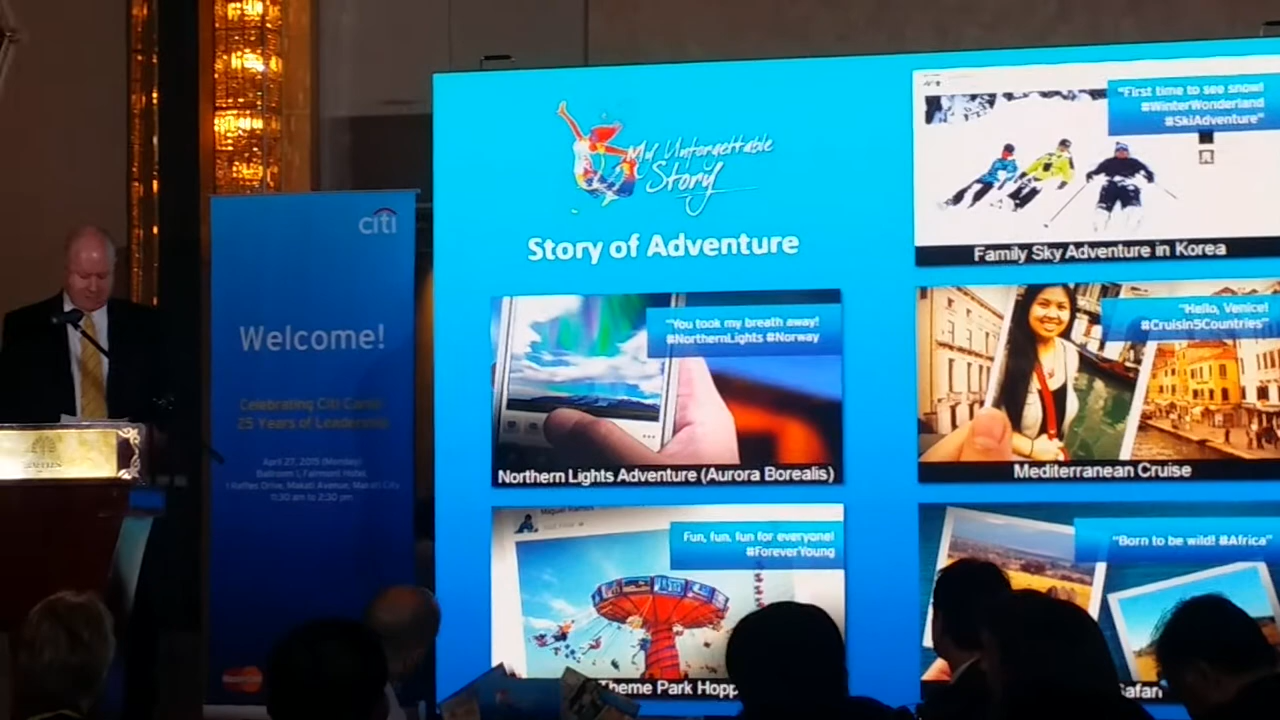 citi
Welcome!
Celebrating Citi Cards'
25 Years of Leadership
April 27, 2015 (Monday)
Ballroom I, Fairmont Hotel,
1 Raffles Drive, Makati Avenue, Makati City
11:30 am to 2:30 pm
MasterCard
My Unforgettable
Story
Story of Adventure
"First time to see snow!
#WinterWonderland
#SkiAdventure"
Family Sky Adventure in Korea
"You took my breath away!
#NorthernLights #Norway
Northern Lights Adventure (Aurora Borealis)
"Hello, Venice!
#Cruisin5Countries"
Mediterranean Cruise
Miguel Ramos
Fun, fun, fun for everyone!
#ForeverYoung
Theme Park Hopp
"Born to be wild! #Africa"
Safari